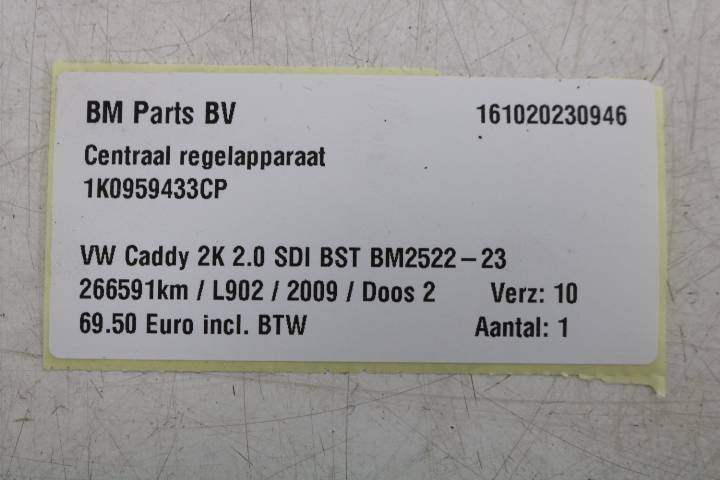 BM Parts BV 161020230946
Centraal regelapparaat
1K0959433CP
VW Caddy 2K 2.0 SDI BST BM2522-23
266591km / L902 / 2009 / Doos 2 Verz: 10
69.50 Euro incl. BTW Aantal: 1